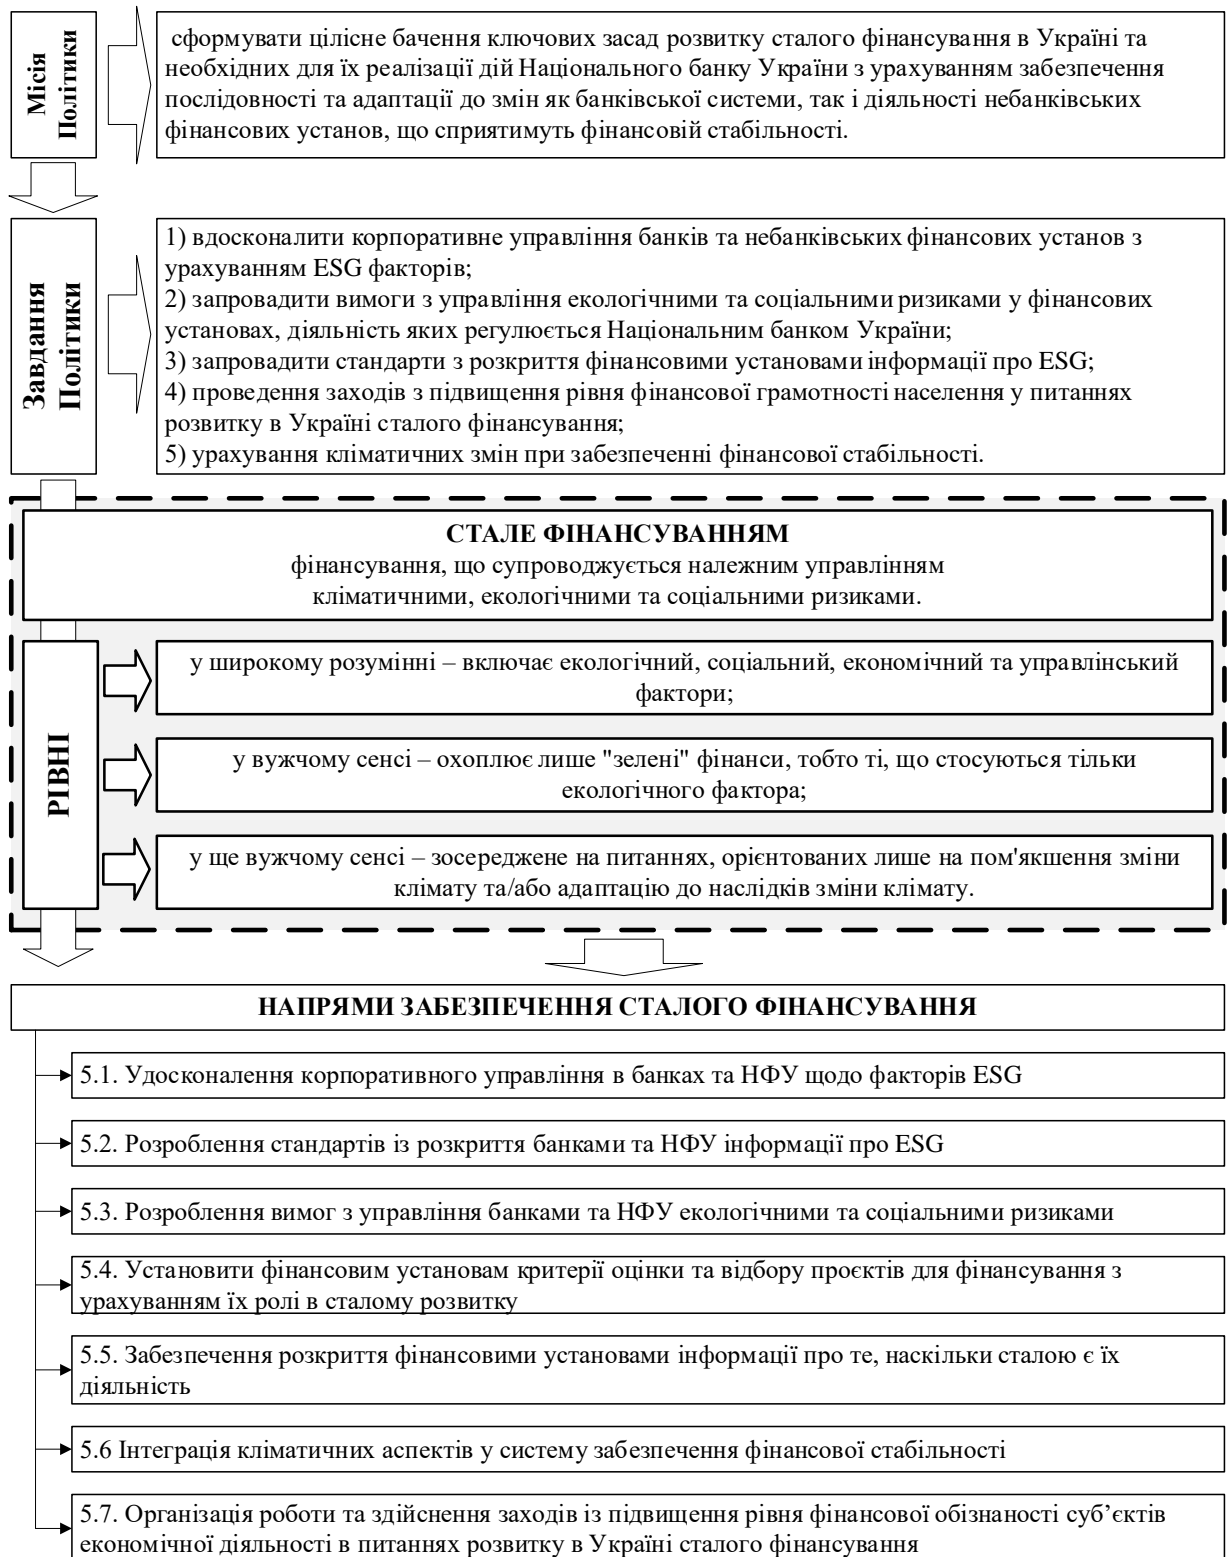 Місія
Політики
сформувати цілісне бачення ключових засад розвитку сталого фінансування в Україні та
необхідних для їх реалізації дій Національного банку України з урахуванням забезпечення
послідовності та адаптації до змін як банківської системи, так і діяльності небанківських
фінансових установ, що сприятимуть фінансовій стабільності.
Завдання
Політики
1) вдосконалити корпоративне управління банків та небанківських фінансових установ з
урахуванням ESG факторів;
2) запровадити вимоги з управління екологічними та соціальними ризиками у фінансових
установах, діяльність яких регулюється Національним банком України;
3) запровадити стандарти з розкриття фінансовими установами інформації про ESG;
4) проведення заходів з підвищення рівня фінансової грамотності населення у питаннях
розвитку в Україні сталого фінансування;
5) урахування кліматичних змін при забезпеченні фінансової стабільності.
СТАЛЕ ФІНАНСУВАННЯМ
фінансування, що супроводжується належним управлінням
кліматичними, екологічними та соціальними ризиками.
РІВНІ
у широкому розумінні – включає екологічний, соціальний, економічний та управлінський
фактори;
у вужчому сенсі – охоплює лише "зелені" фінанси, тобто ті, що стосуються тільки
екологічного фактора;
у ще вужчому сенсі – зосереджене на питаннях, орієнтованих лише на пом'якшення зміни
клімату та/або адаптацію до наслідків зміни клімату.
НАПРЯМИ ЗАБЕЗПЕЧЕННЯ СТАЛОГО ФІНАНСУВАННЯ
5.1. Удосконалення корпоративного управління в банках та НФУ щодо факторів ESG
5.2. Розроблення стандартів із розкриття банками та НФУ інформації про ESG
5.3. Розроблення вимог з управління банками та НФУ екологічними та соціальними ризиками
5.4. Установити фінансовим установам критерії оцінки та відбору проєктів для фінансування з
урахуванням їх ролі в сталому розвитку
5.5. Забезпечення розкриття фінансовими установами інформації про те, наскільки сталою є їх
діяльність
5.6 Інтеграція кліматичних аспектів у систему забезпечення фінансової стабільності
5.7. Організація роботи та здійснення заходів із підвищення рівня фінансової обізнаності суб’єктів
економічної діяльності в питаннях розвитку в Україні сталого фінансування